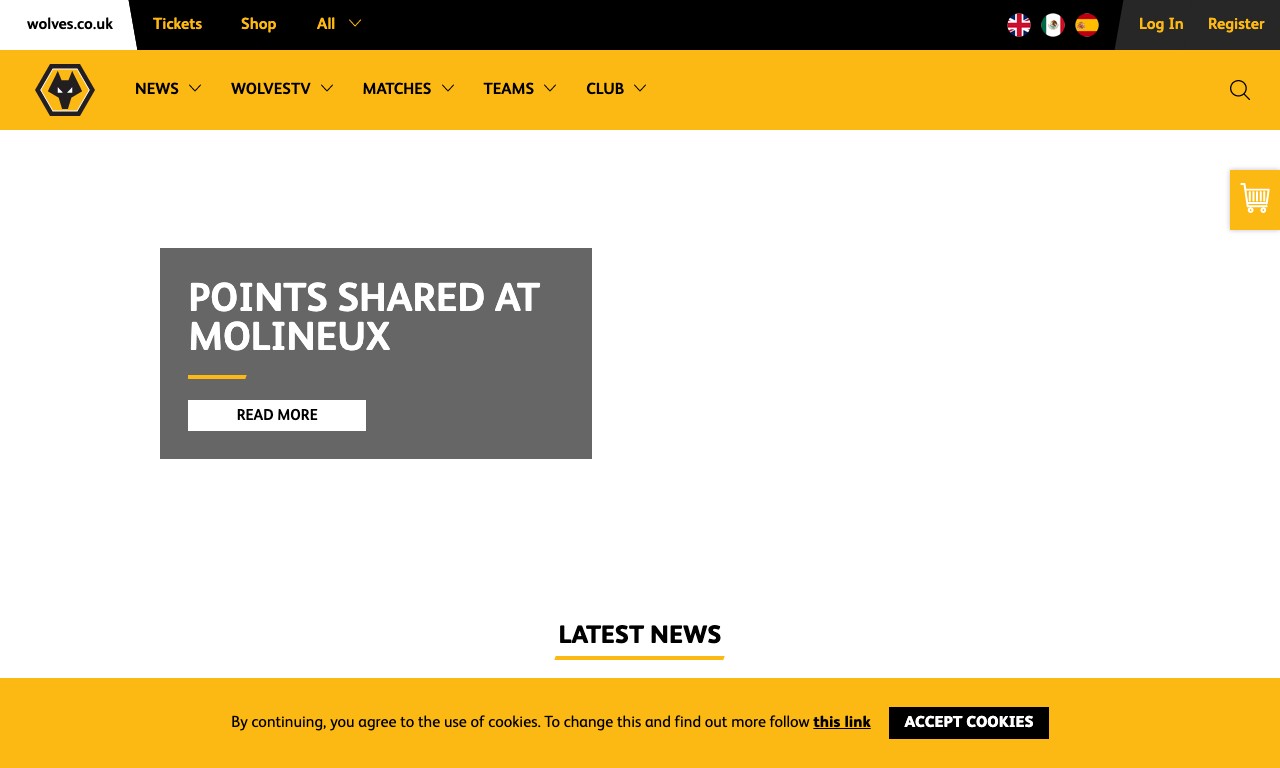 wolves.co.uk Tickets Shop All Log In Register
NEWS WOLVESTV MATCHES TEAMS CLUB
POINTS SHARED AT
MOLINEUX
READ MORE
LATEST NEWS
By continuing, you agree to the use of cookies. To change this and find out more follow this link ACCEPT COOKIES